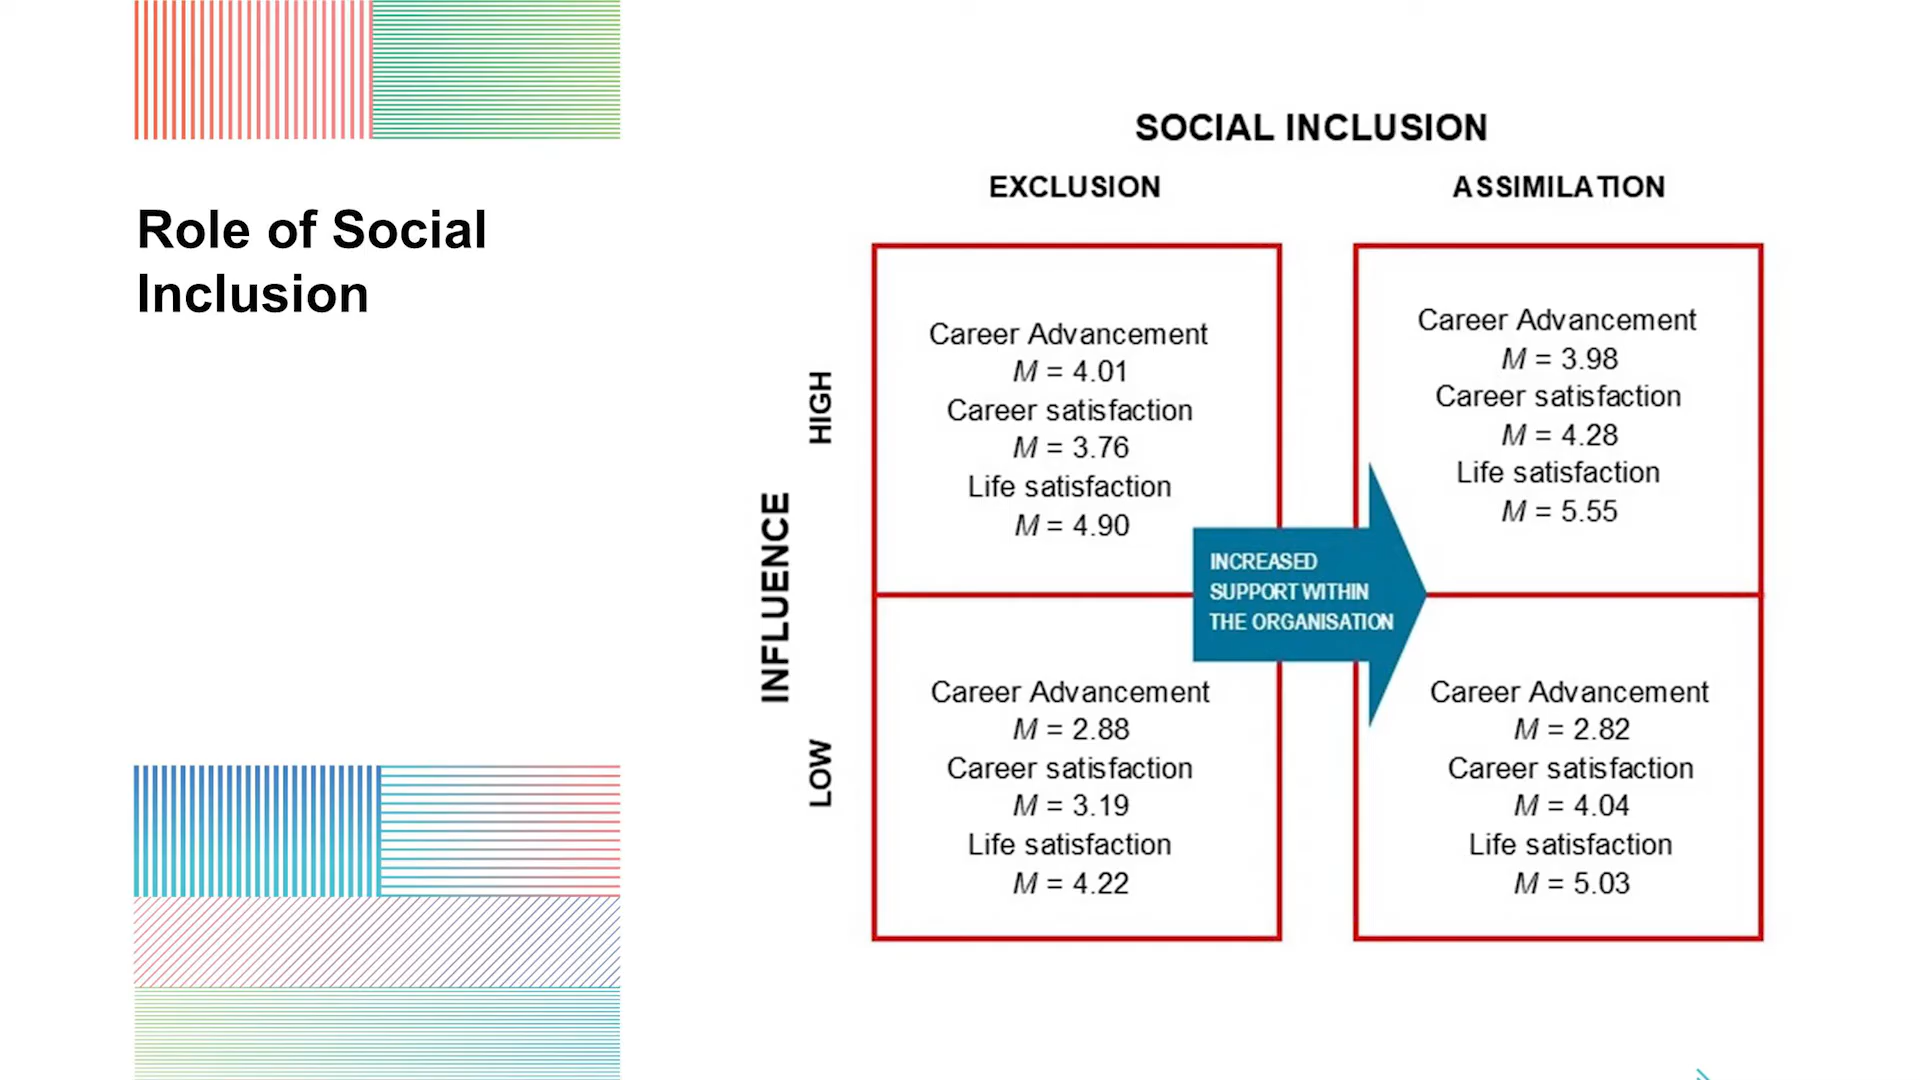 Role of Social
Inclusion
SOCIAL INCLUSION
EXCLUSION
ASSIMILATION
INFLUENCE
HIGH
Career Advancement
M = 4.01
Career satisfaction
M = 3.76
Life satisfaction
M = 4.90
Career Advancement
M = 3.98
Career satisfaction
M = 4.28
Life satisfaction
M = 5.55
INCREASED
SUPPORT WITHIN
THE ORGANISATION
LOW
Career Advancement
M = 2.88
Career satisfaction
M = 3.19
Life satisfaction
M = 4.22
Career Advancement
M = 2.82
Career satisfaction
M = 4.04
Life satisfaction
M = 5.03